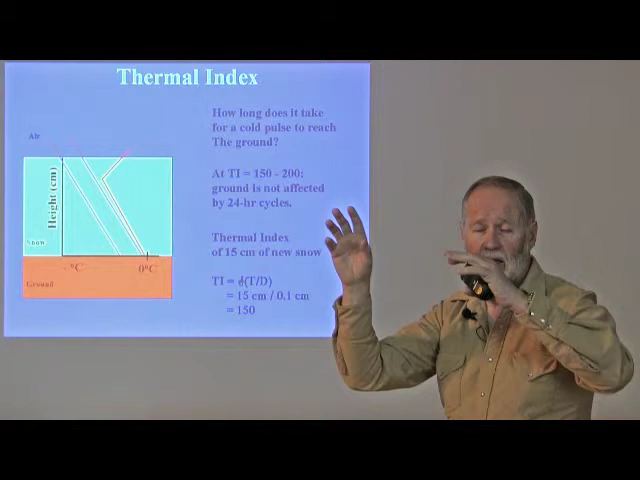 Thermal Index
How long does it take
for a cold pulse to reach
The ground?
Air
At TI = 150 - 200:
ground is not affected
by 24-hr cycles.
Height (cm)
Thermal Index
of 15 cm of new snow
Snow
°C
0°C
Ground
TI = (T/D)
= 15 cm / 0.1 cm
= 150